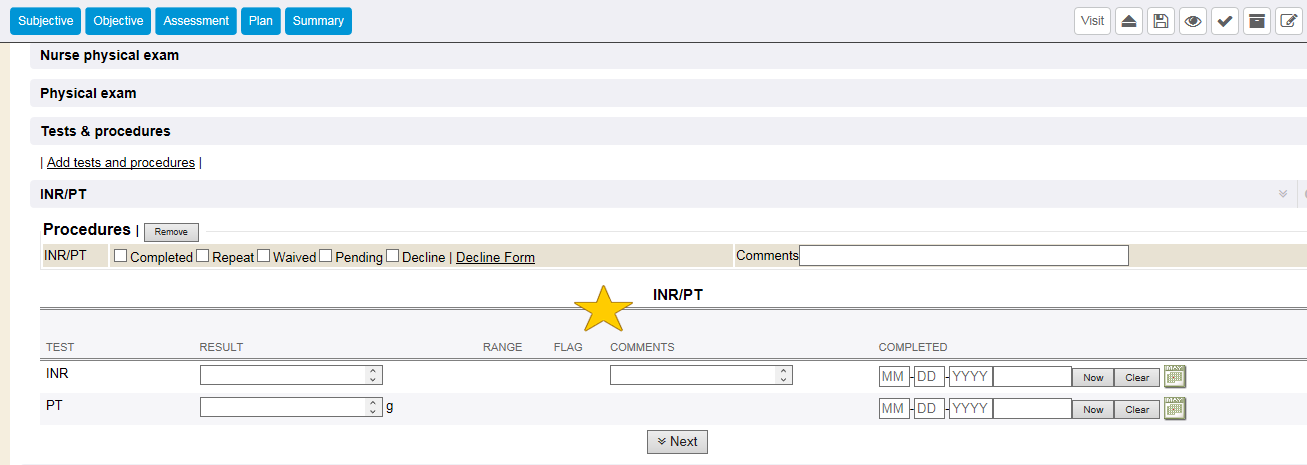 Subjective Objective Assessment Plan Summary Visit
Nurse physical exam
Physical exam
Tests & procedures
| Add tests and procedures |
INR/PT
Procedures | Remove
INR/PT Completed Repeat Waived Pending Decline | Decline Form Comments
INR/PT
TEST RESULT RANGE FLAG COMMENTS COMPLETED
INR MM-DD-YYYY Now Clear
PT g MM-DD-YYYY Now Clear
Next